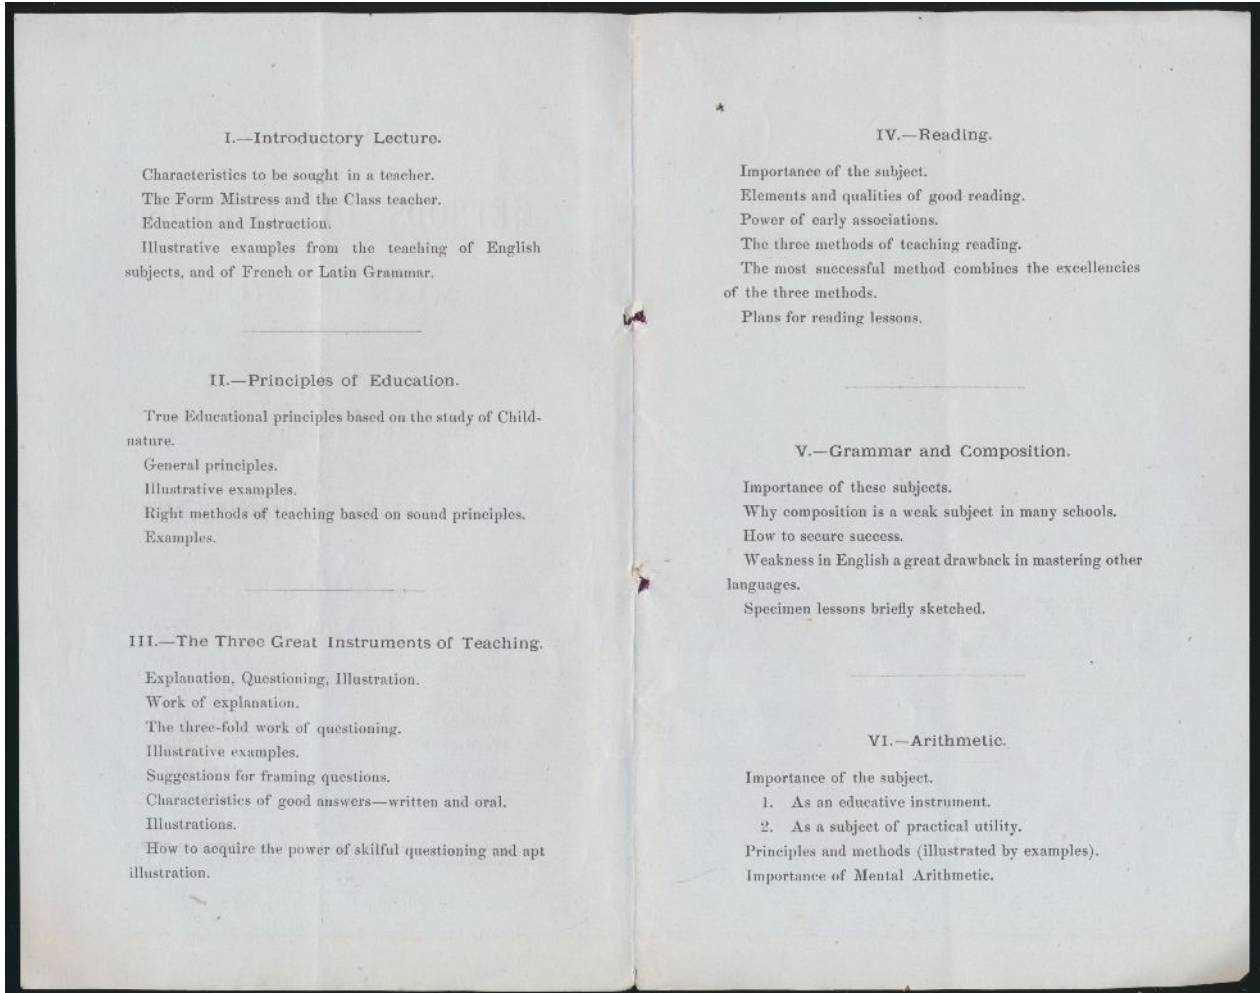 I.—Introductory Lecture.
Characteristics to be sought in a teacher.
The Form Mistress and the Class teacher.
Education and Instruction.
Illustrative examples from the teaching of English
subjects, and of French or Latin Grammar.
II.—Principles of Education.
True Educational principles based on the study of Child-
nature.
General principles.
Illustrative examples.
Right methods of teaching based on sound principles.
Examples.
III.—The Three Great Instruments of Teaching.
Explanation, Questioning, Illustration.
Work of explanation.
The three-fold work of questioning.
Illustrative examples.
Suggestions for framing questions.
Characteristics of good answers—written and oral.
Illustrations.
How to acquire the power of skilful questioning and apt
illustration.
IV.—Reading.
Importance of the subject.
Elements and qualities of good reading.
Power of early associations.
The three methods of teaching reading.
The most successful method combines the excellencies
of the three methods.
Plans for reading lessons.
V.—Grammar and Composition.
Importance of these subjects.
Why composition is a weak subject in many schools.
How to secure success.
Weakness in English a great drawback in mastering other
languages.
Specimen lessons briefly sketched.
VI.—Arithmetic.
Importance of the subject.
1. As an educative instrument.
2. As a subject of practical utility.
Principles and methods (illustrated by examples).
Importance of Mental Arithmetic.